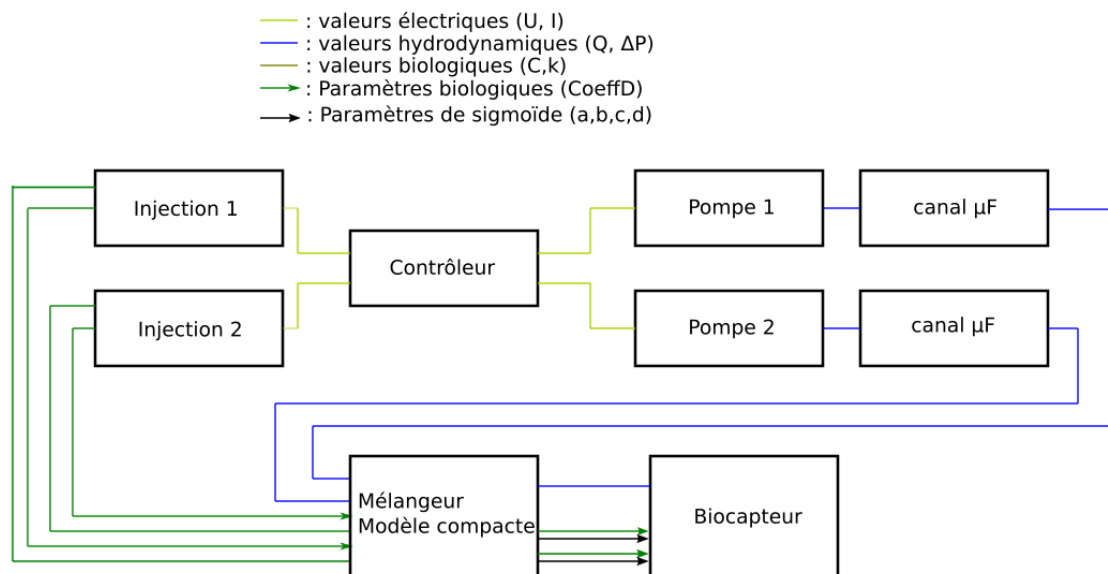 : valeurs électriques (U, I)
: valeurs hydrodynamiques (Q, ΔP)
: valeurs biologiques (C,k)
: Paramètres biologiques (CoeffD)
: Paramètres de sigmoïde (a,b,c,d)
Injection 1
Pompe 1
canal µF
Contrôleur
Injection 2
Pompe 2
canal µF
Mélangeur
Modèle compacte
Biocapteur